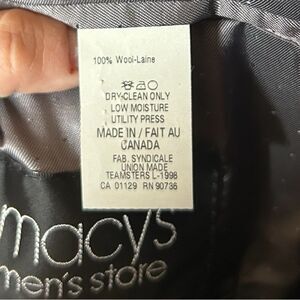 100% Wool-Laine
DRY CLEAN ONLY
LOW MOISTURE
UTILITY PRESS
MADE IN / FAIT AU
CANADA
FAB. SYNDICALE
UNION MADE
TEAMSTERS L-1998
CA 01129 RN 90736
macy's
men's store